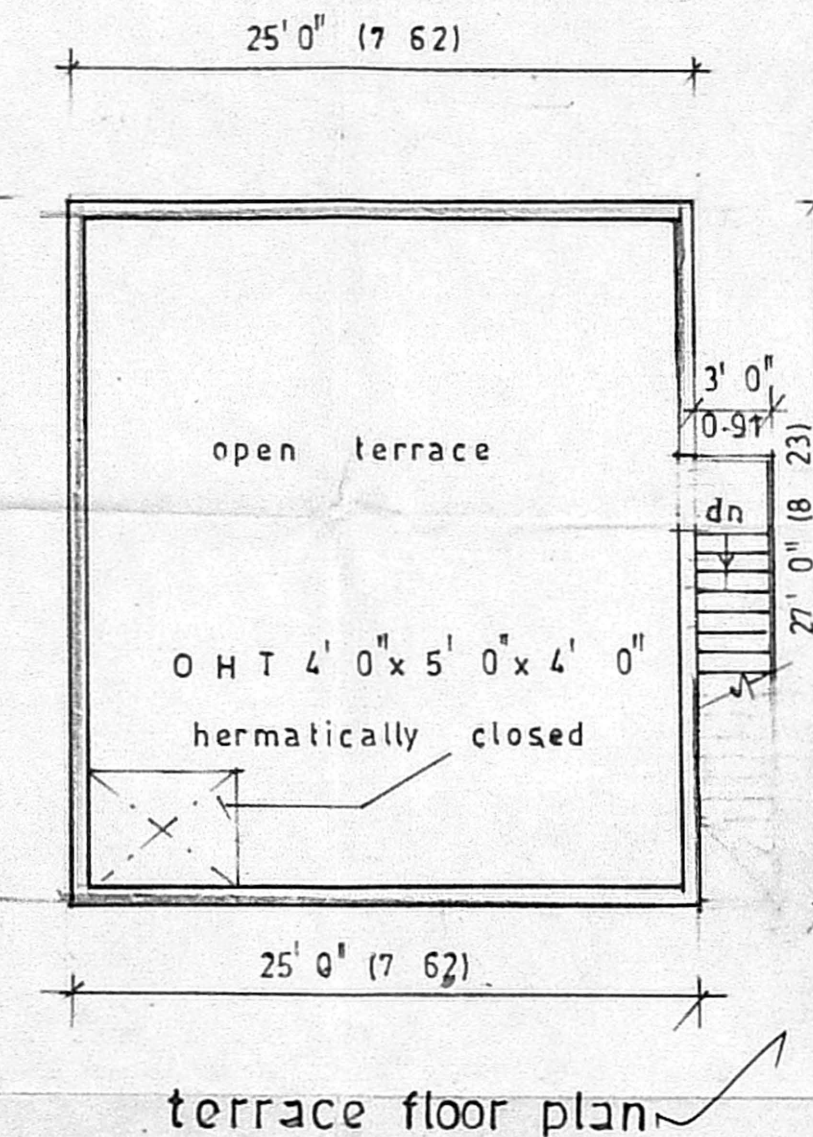 25' 0" (7 62)
3' 0"
0-91
open terrace
dn
27' 0" (8 23)
O H T 4' 0"x 5' 0"x 4' 0"
hermatically closed
25' 0" (7 62)
terrace floor plan